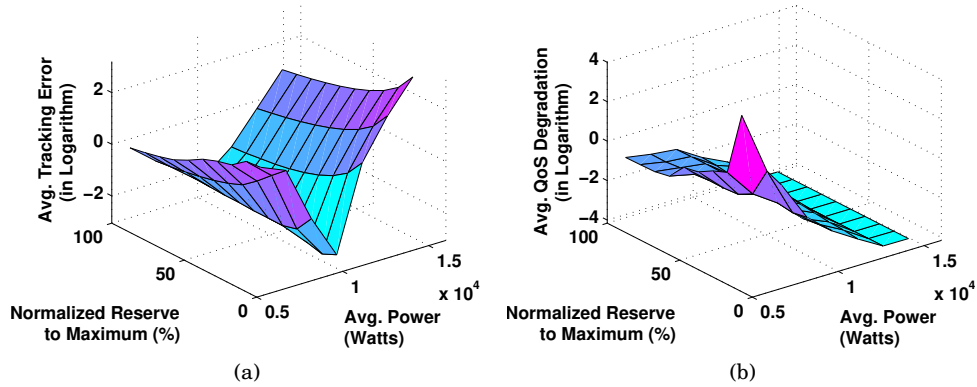 Avg. Tracking Error
(in Logarithm)
2
0
−2
100
50
0
0.5
1
1.5
x 10^4
Normalized Reserve
to Maximum (%)
Avg. Power
(Watts)
(a)
Avg. QoS Degradation
(in Logarithm)
4
2
0
−2
−4
100
50
0
0.5
1
1.5
x 10^4
Normalized Reserve
to Maximum (%)
Avg. Power
(Watts)
(b)